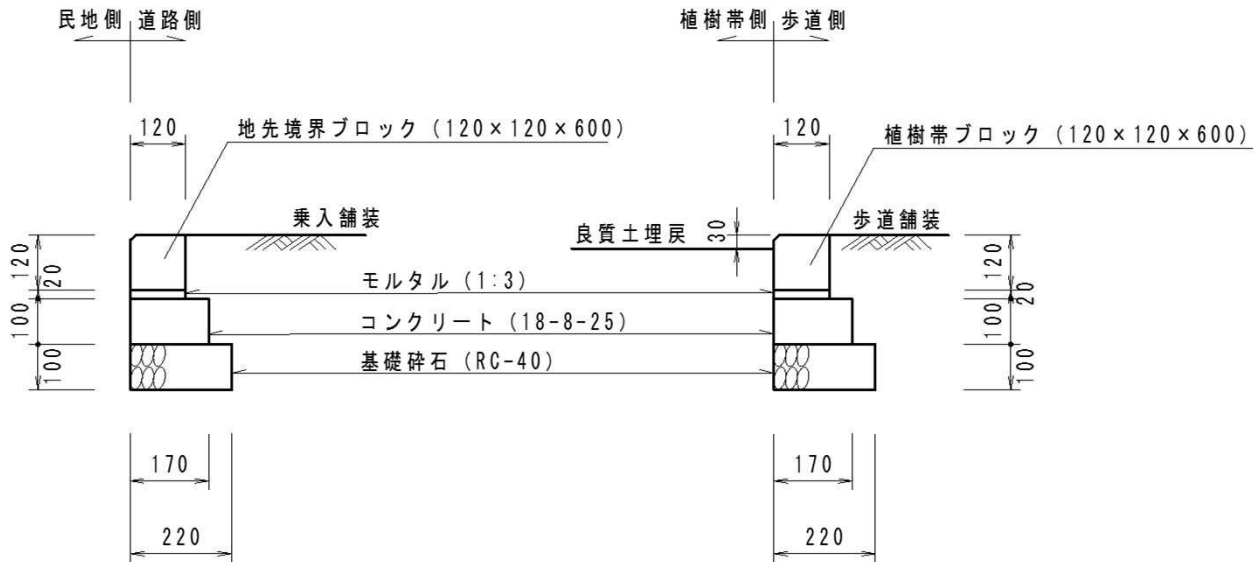 民地側 道路側
植樹帯側 歩道側
120
地先境界ブロック (120×120×600)
120
植樹帯ブロック (120×120×600)
乗入舗装
良質土埋戻
30
歩道舗装
120
20
100
100
モルタル (1:3)
コンクリート (18-8-25)
基礎砕石 (RC-40)
120
20
100
100
170
220
170
220